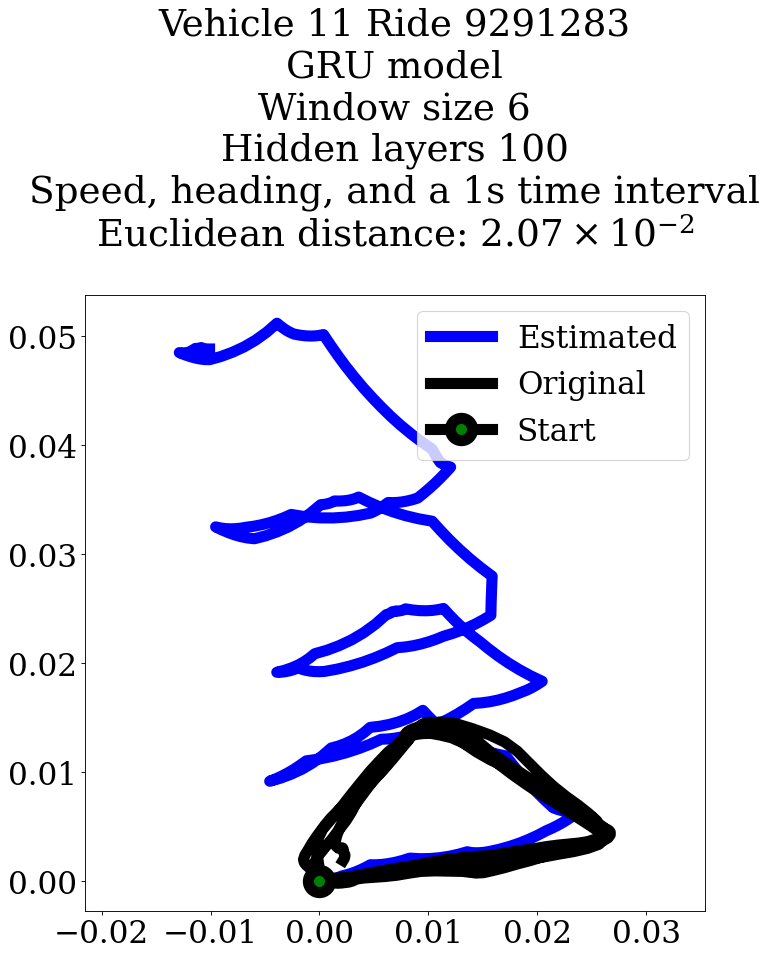 Vehicle 11 Ride 9291283
GRU model
Window size 6
Hidden layers 100
Speed, heading, and a 1s time interval
Euclidean distance: 2.07 × 10⁻²
Estimated
Original
Start
0.05
0.04
0.03
0.02
0.01
0.00
−0.02 −0.01 0.00 0.01 0.02 0.03